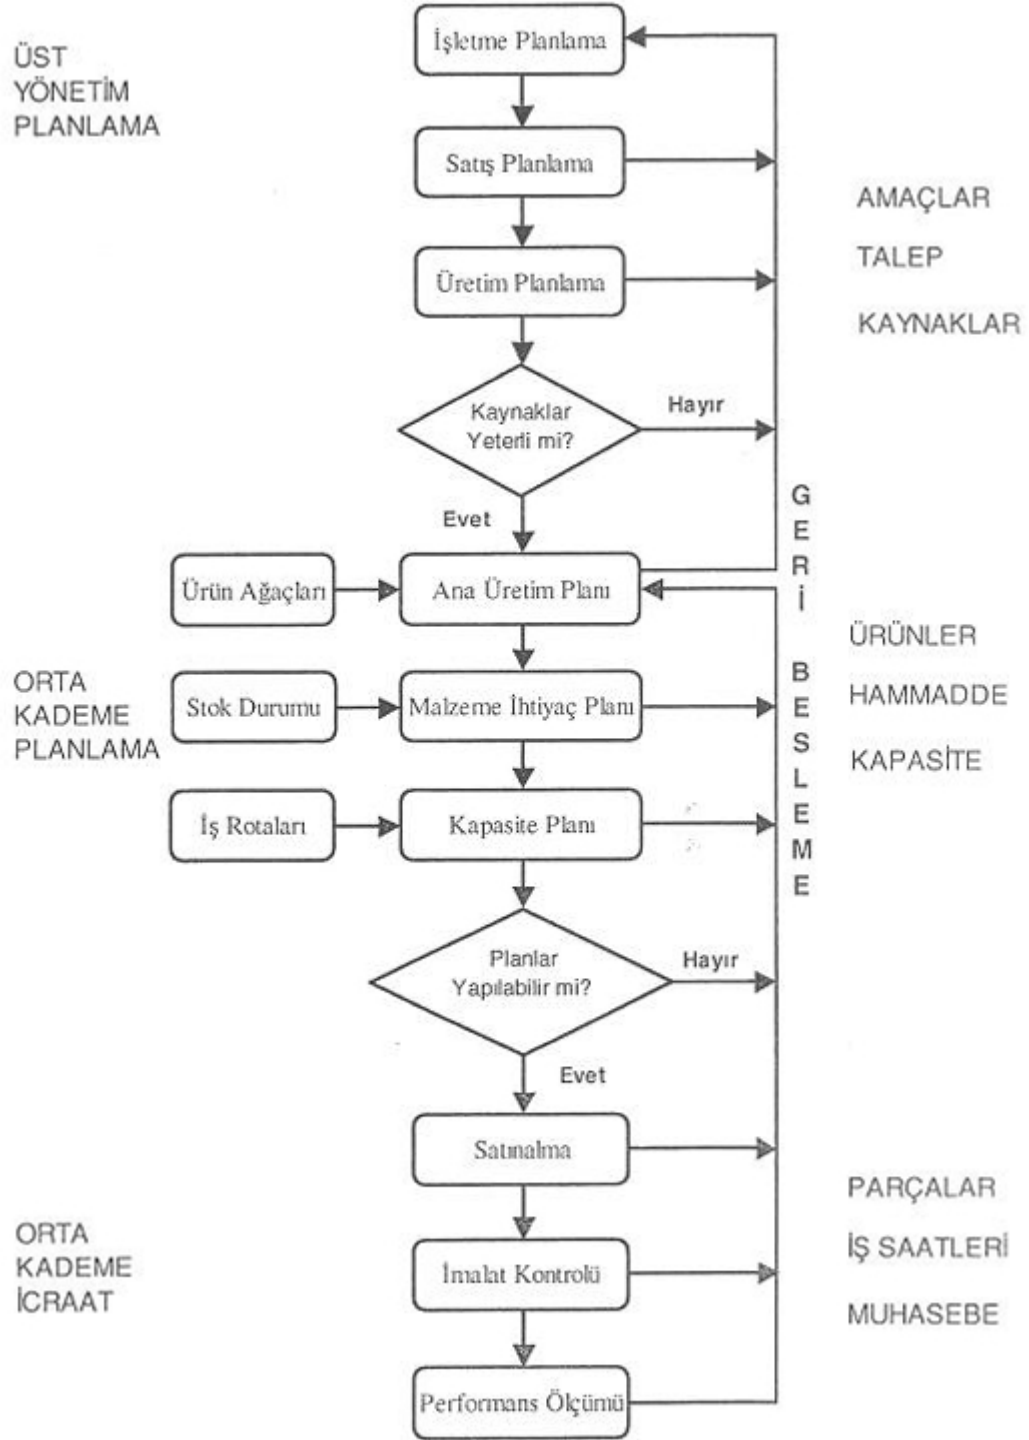 İşletme Planlama
ÜST
YÖNETİM
PLANLAMA
Satış Planlama
AMAÇLAR
Üretim Planlama
TALEP
KAYNAKLAR
Kaynaklar
Yeterli mi?
Hayır
Evet
GERİ BESLEME
Ürün Ağaçları
Ana Üretim Planı
ÜRÜNLER
ORTA
KADEME
PLANLAMA
Stok Durumu
Malzeme İhtiyaç Planı
HAMMADDE
KAPASİTE
İş Rotaları
Kapasite Planı
Planlar
Yapılabilir mi?
Hayır
Evet
Satınalma
PARÇALAR
ORTA
KADEME
İCRAAT
İmalat Kontrolü
İŞ SAATLERİ
MUHASEBE
Performans Ölçümü